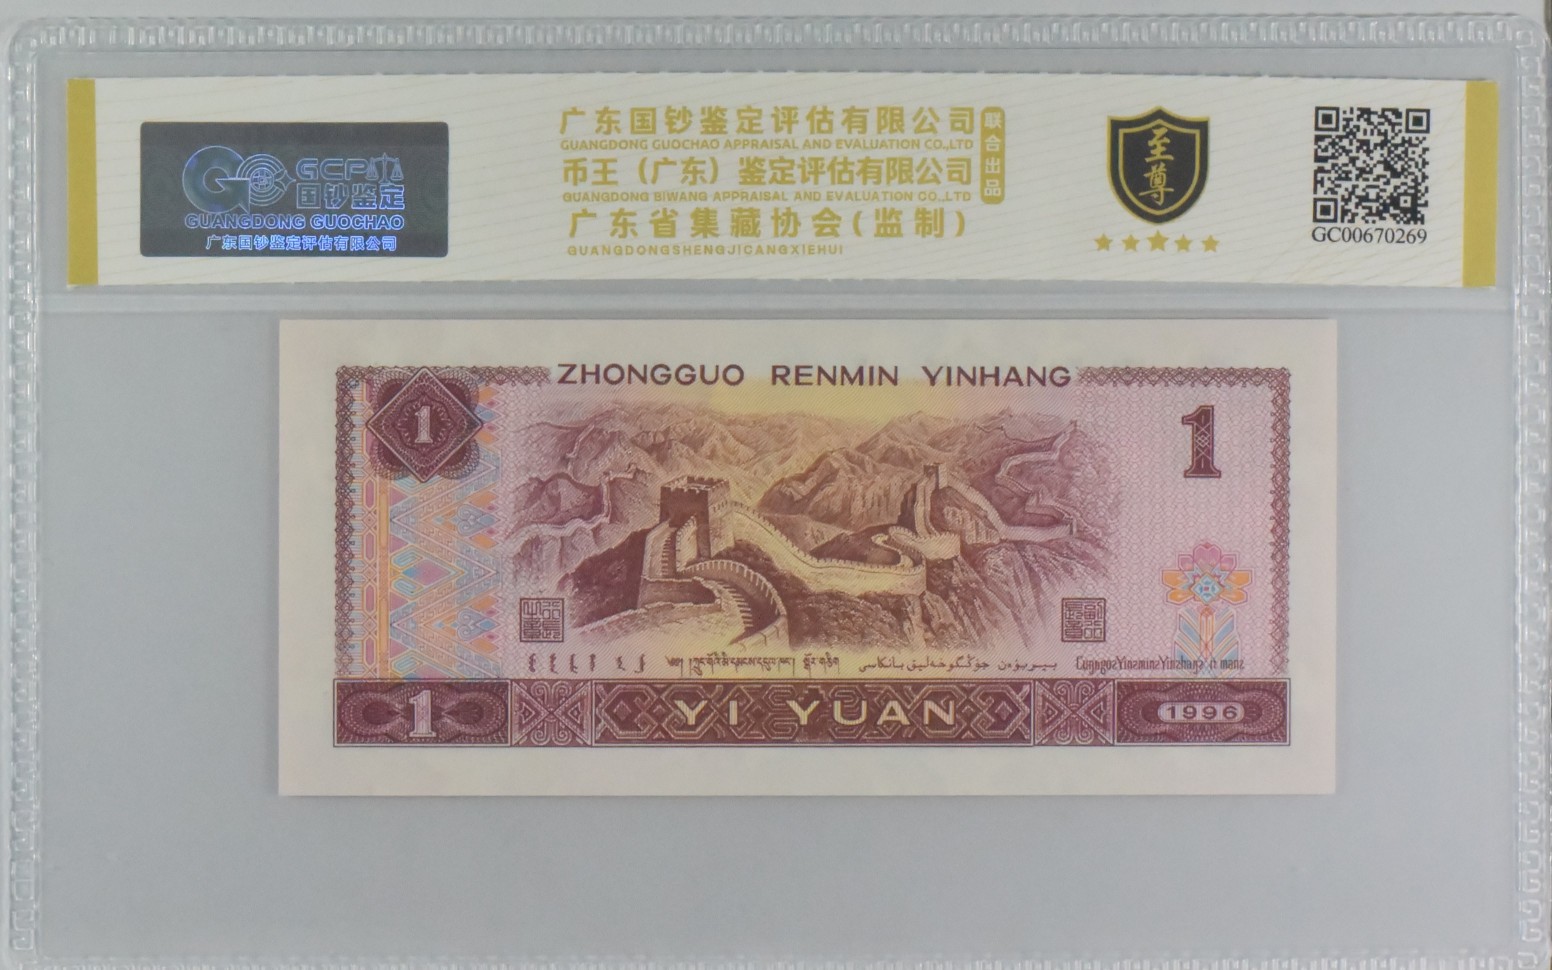 GCP
国钞鉴定
GUANGDONG GUOCHAO
广东国钞鉴定评估有限公司
广东国钞鉴定评估有限公司
GUANGDONG GUOCHAO APPRAISAL AND EVALUATION CO.,LTD
币王（广东）鉴定评估有限公司
GUANGDONG BIWANG APPRAISAL AND EVALUATION CO.,LTD
广东省集藏协会(监制)
GUANGDONGSHENGJICANGXIEHUI
联合出品
至尊
GC00670269
ZHONGGUO RENMIN YINHANG
1
1
1
YI YUAN
1996